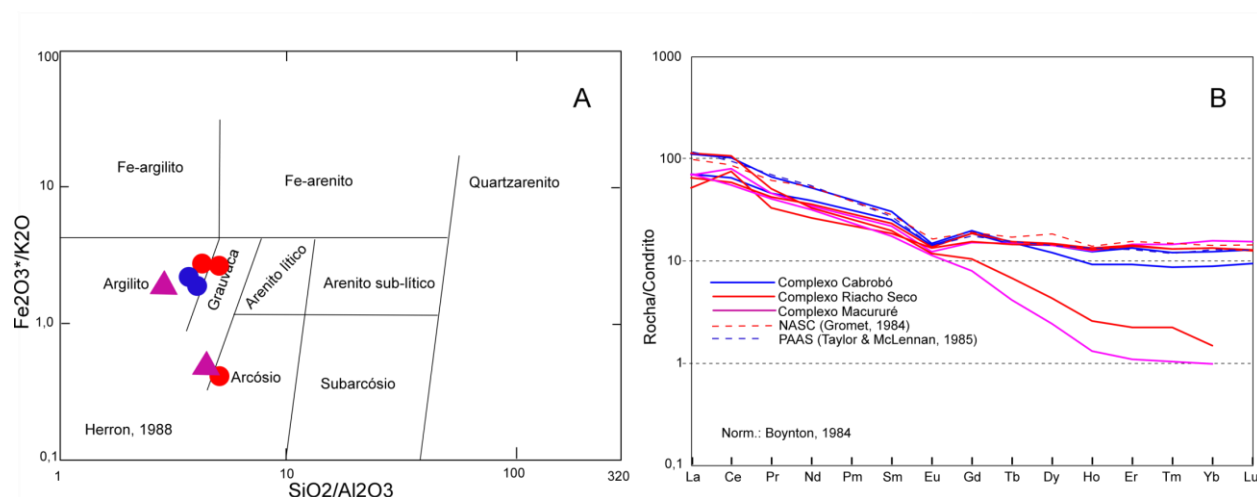 A
100
10
1,0
0,1
Fe2O3*/K2O
Fe-argilito
Fe-arenito
Quartzarenito
Argilito
Grauvaca
Arenito lítico
Arenito sub-lítico
Arcósio
Subarcósio
Herron, 1988
1
10
100
320
SiO2/Al2O3
B
1000
100
10
1
0,1
Rocha/Condrito
Complexo Cabrobó
Complexo Riacho Seco
Complexo Macururé
NASC (Gromet, 1984)
PAAS (Taylor & McLennan, 1985)
Norm.: Boynton, 1984
La Ce Pr Nd Pm Sm Eu Gd Tb Dy Ho Er Tm Yb Lu